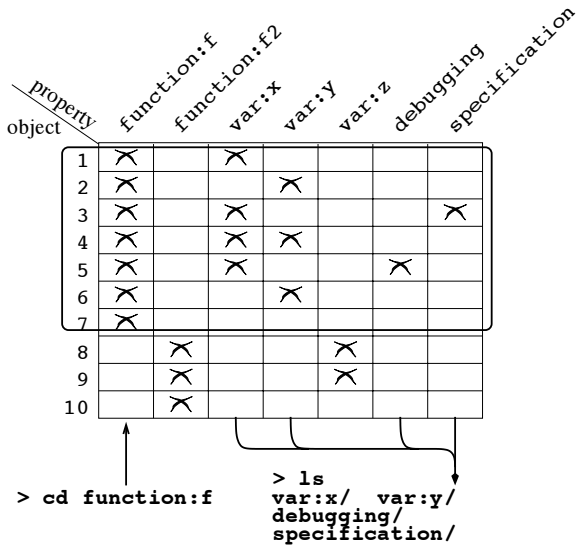 function:f
function:f2
var:x
var:y
var:z
debugging
specification
property
object
1
2
3
4
5
6
7
8
9
10
> cd function:f
> ls
var:x/ var:y/
debugging/
specification/